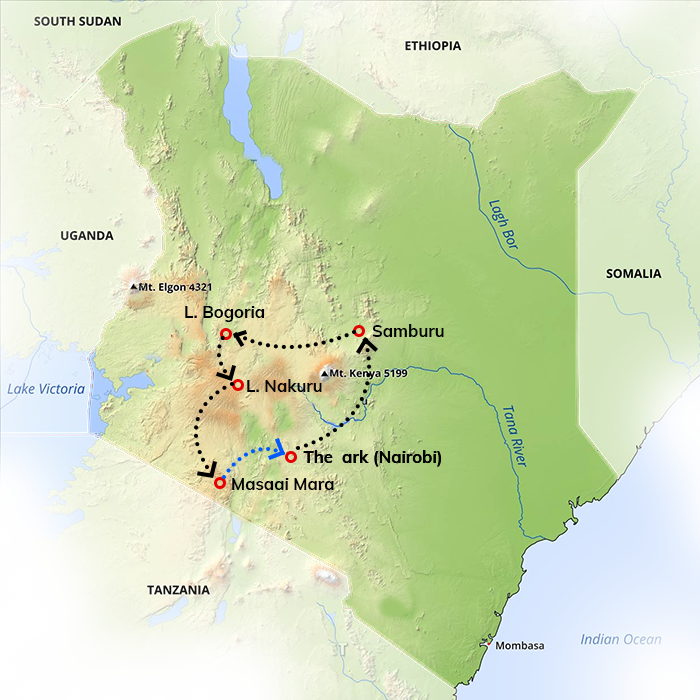 SOUTH SUDAN
ETHIOPIA
Lagh Bor
UGANDA
SOMALIA
Mt. Elgon 4321
L. Bogoria
Samburu
Mt. Kenya 5199
Lake Victoria
L. Nakuru
Tana River
The ark (Nairobi)
Masaai Mara
TANZANIA
Mombasa
Indian Ocean